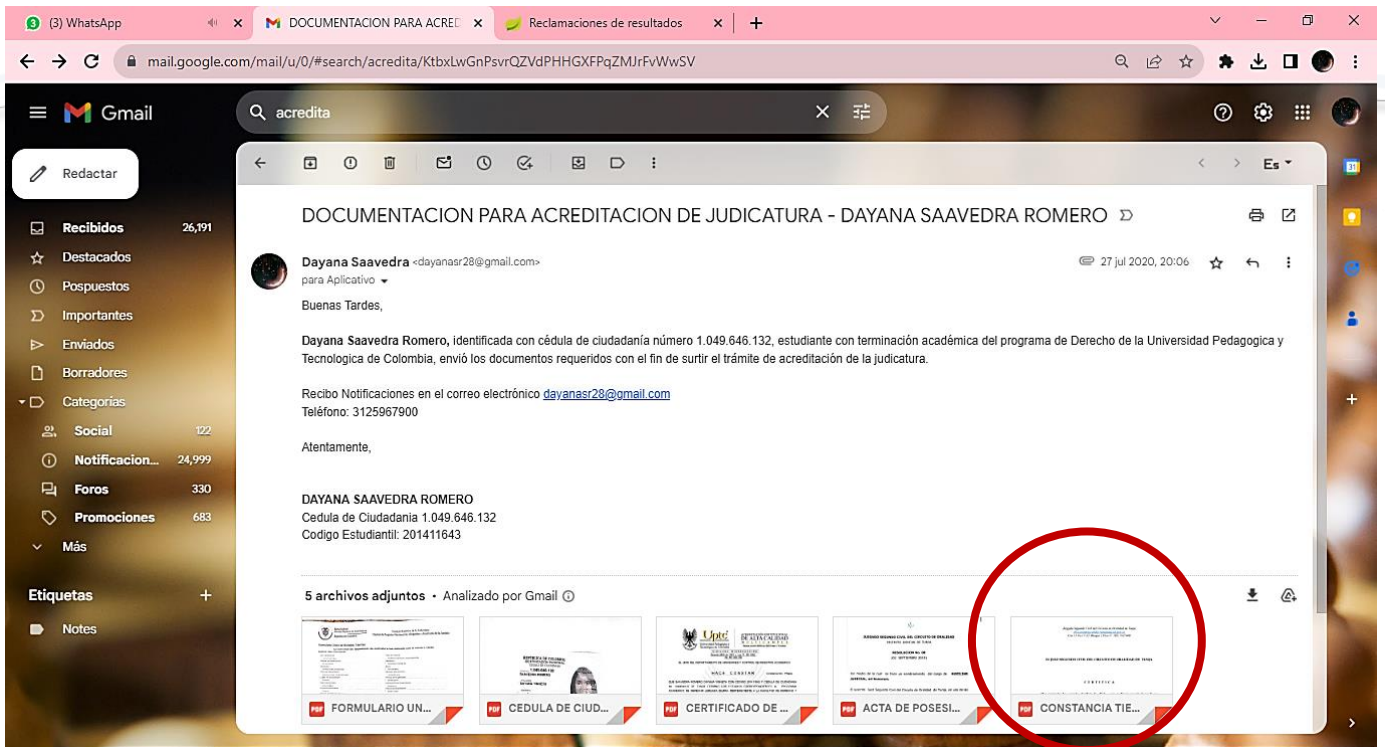 (3) WhatsApp
DOCUMENTACION PARA ACRED
Reclamaciones de resultados
mail.google.com/mail/u/0/#search/acredita/KtbxLwGnPsvrQZVdPHHGXFPqZMJrFvWwSV
Gmail
acredita
Redactar
Es
Recibidos 26,191
Destacados
Pospuestos
Importantes
Enviados
Borradores
Categorías
Social 122
Notificacion... 24,999
Foros 330
Promociones 683
Más
Etiquetas
Notes
DOCUMENTACION PARA ACREDITACION DE JUDICATURA - DAYANA SAAVEDRA ROMERO
Dayana Saavedra <dayanasr28@gmail.com> 27 jul 2020, 20:06
para Aplicativo
Buenas Tardes,
Dayana Saavedra Romero, identificada con cédula de ciudadanía número 1.049.646.132, estudiante con terminación académica del programa de Derecho de la Universidad Pedagogica y
Tecnologica de Colombia, envió los documentos requeridos con el fin de surtir el trámite de acreditación de la judicatura.
Recibo Notificaciones en el correo electrónico dayanasr28@gmail.com
Teléfono: 3125967900
Atentamente,
DAYANA SAAVEDRA ROMERO
Cedula de Ciudadania 1.049.646.132
Codigo Estudiantil: 201411643
5 archivos adjuntos • Analizado por Gmail
Uptc
PDF FORMULARIO UN...
PDF CEDULA DE CIUD...
PDF CERTIFICADO DE ...
PDF ACTA DE POSESI...
PDF CONSTANCIA TIE...